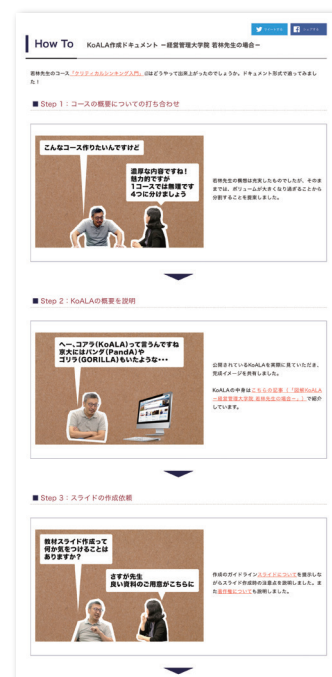 How To KoALA作成ドキュメント ー経営管理大学院 若林先生の場合ー
若林先生のコース「クリティカルシンキング入門」はどうやって出来上がったのでしょうか。ドキュメント形式で追ってみまし
た！
■ Step 1：コースの概要についての打ち合わせ
こんなコース作りたいんですけど
濃厚な内容ですね！
魅力的ですが
1コースでは無理です
4つに分けましょう
若林先生の構想は充実したものでしたが、そのま
までは、ボリュームが大きくなり過ぎることから
分割することを提案しました。
■ Step 2：KoALAの概要を説明
へー、コアラ(KoALA)って言うんですね
京大にはパンダ(PandA)や
ゴリラ(GORILLA)もいたような・・・
公開されているKoALAを実際に見ていただき、
完成イメージを共有しました。
KoALAの中身はこちらの記事（「図解KoALA
ー経営管理大学院 若林先生の場合ー」）で紹介
しています。
■ Step 3：スライドの作成依頼
教材スライド作成って
何か気をつけることは
ありますか？
さすが先生
良い資料のご用意がこちらに
作成のガイドラインスライドについてを提示しな
がらスライド作成時の注意点を説明しました。ま
た著作権についても説明しました。